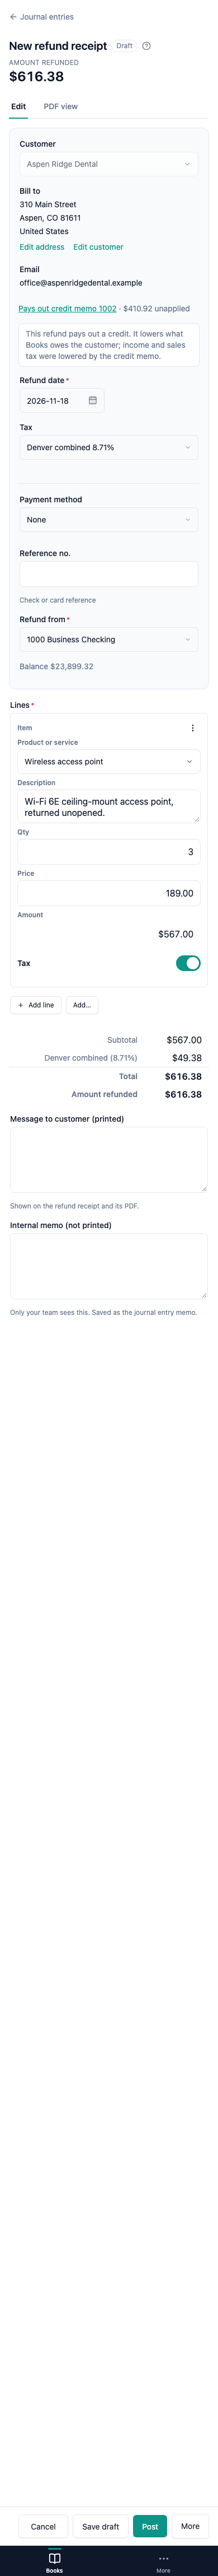 Journal entries
New refund receipt Draft
AMOUNT REFUNDED
$616.38
Edit PDF view
Customer
Aspen Ridge Dental
Bill to
310 Main Street
Aspen, CO 81611
United States
Edit address Edit customer
Email
office@aspenridgedental.example
Pays out credit memo 1002 · $410.92 unapplied
This refund pays out a credit. It lowers what
Books owes the customer; income and sales
tax were lowered by the credit memo.
Refund date*
2026-11-18
Tax
Denver combined 8.71%
Payment method
None
Reference no.
Check or card reference
Refund from*
1000 Business Checking
Balance $23,899.32
Lines*
Item
Product or service
Wireless access point
Description
Wi-Fi 6E ceiling-mount access point,
returned unopened.
Qty
3
Price
189.00
Amount
$567.00
Tax
+ Add line Add...
Subtotal $567.00
Denver combined (8.71%) $49.38
Total $616.38
Amount refunded $616.38
Message to customer (printed)
Shown on the refund receipt and its PDF.
Internal memo (not printed)
Only your team sees this. Saved as the journal entry memo.
Cancel Save draft Post More
Books More